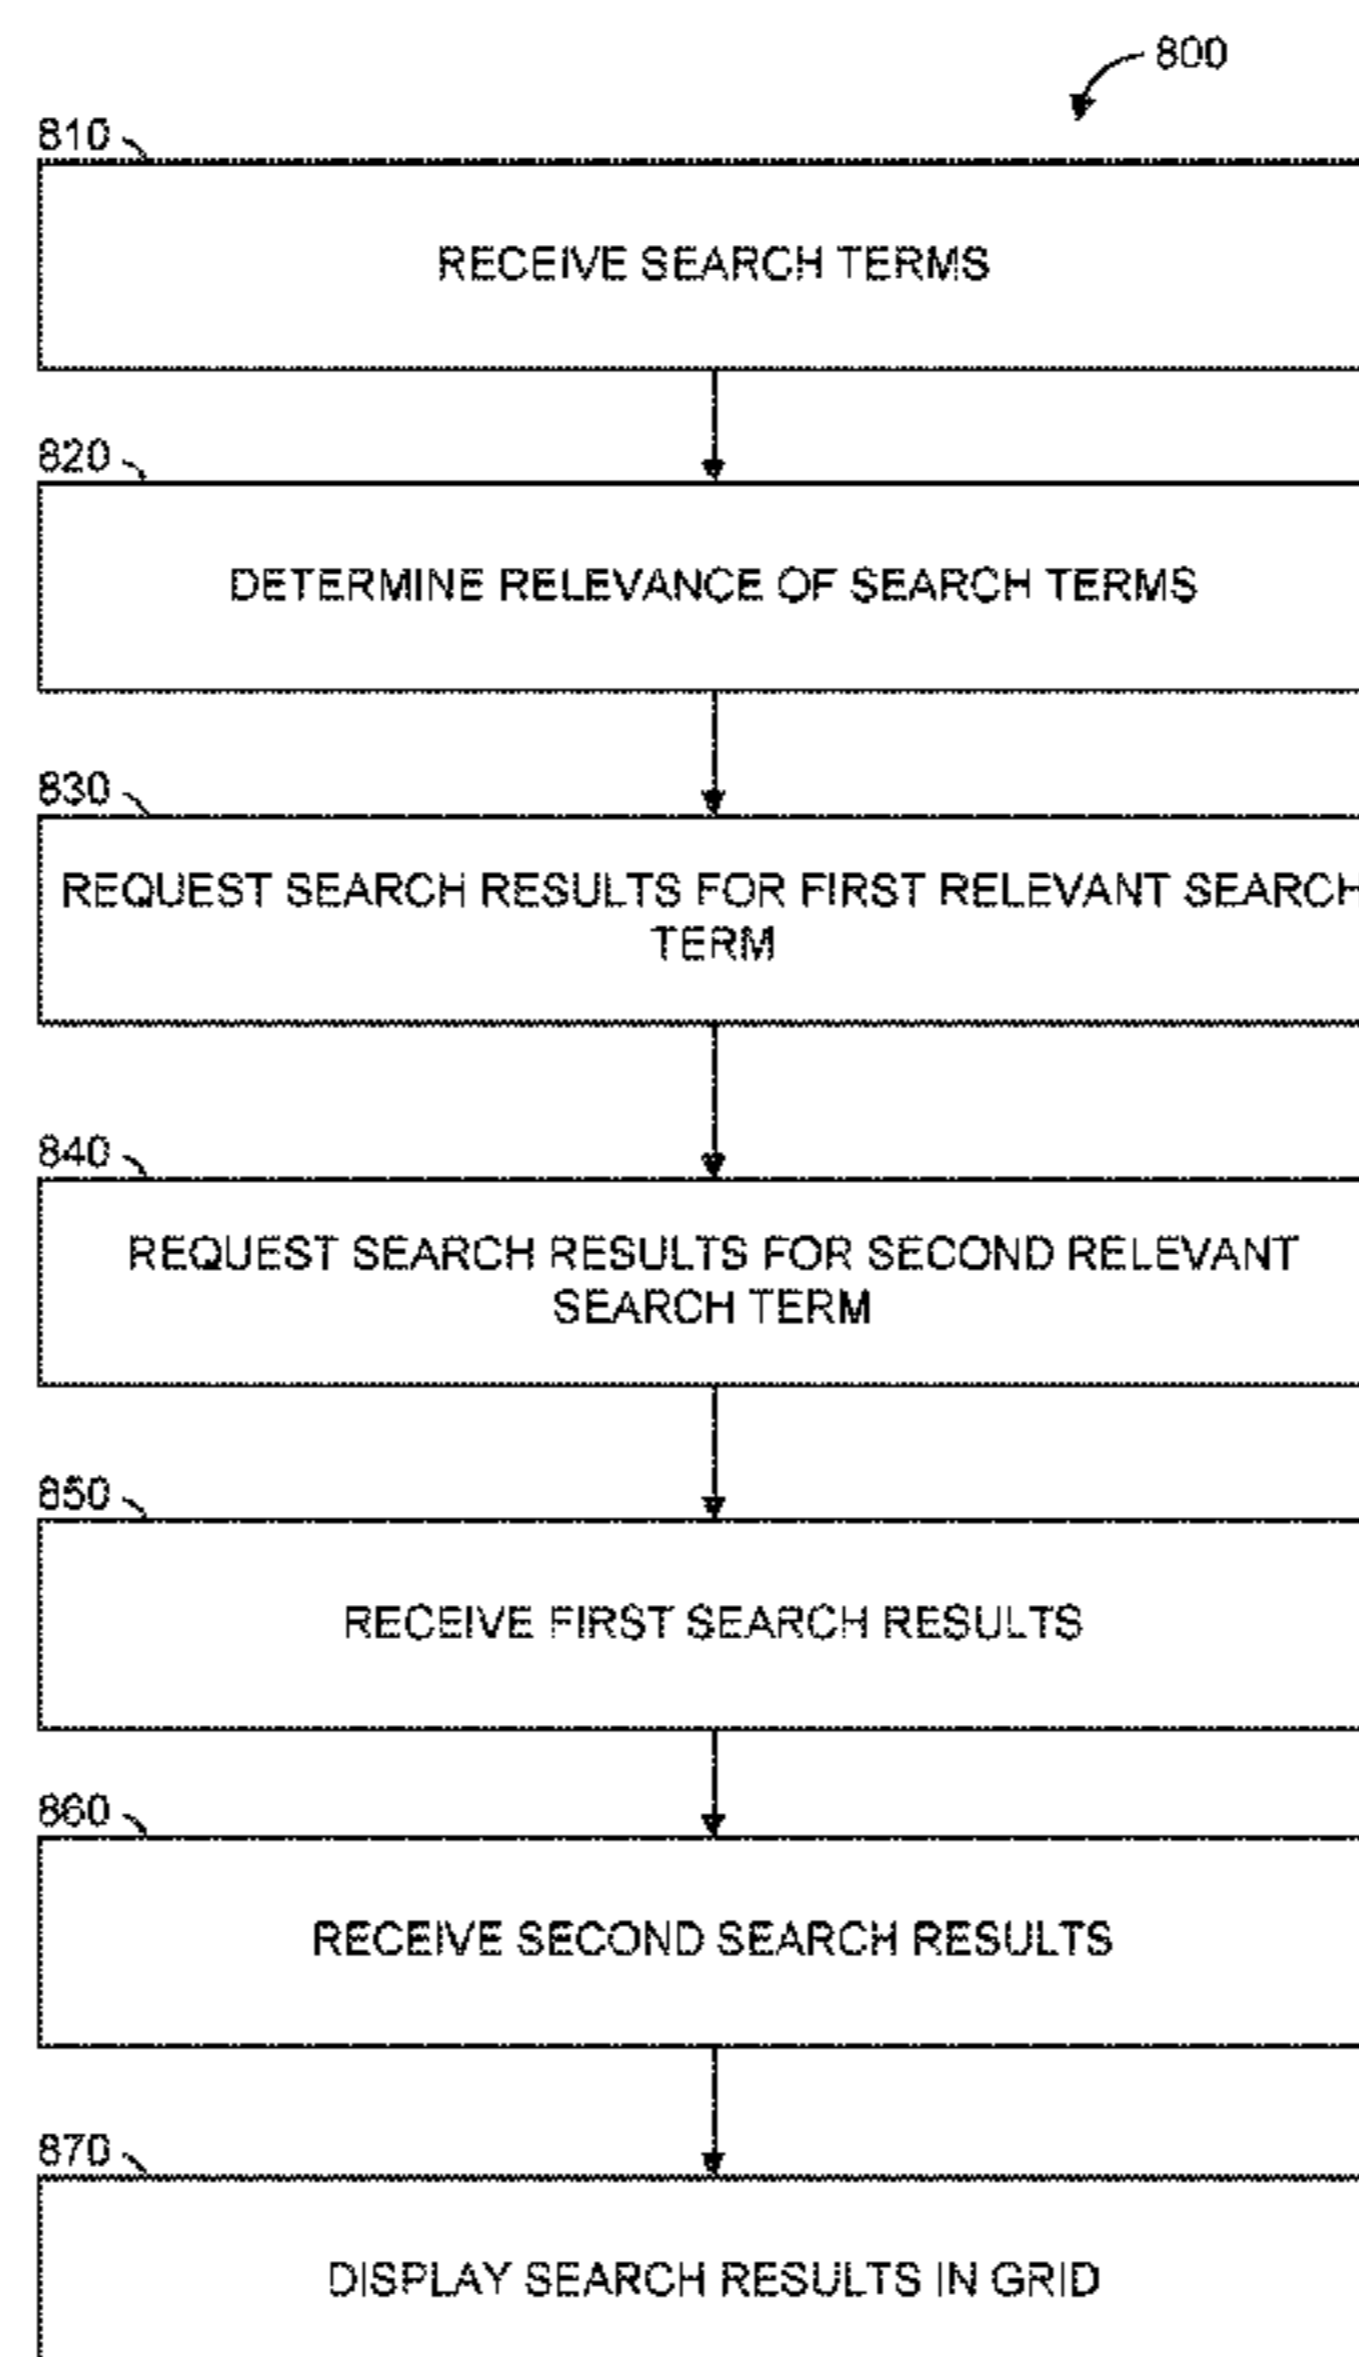 800
810
RECEIVE SEARCH TERMS
820
DETERMINE RELEVANCE OF SEARCH TERMS
830
REQUEST SEARCH RESULTS FOR FIRST RELEVANT SEARCH
TERM
840
REQUEST SEARCH RESULTS FOR SECOND RELEVANT
SEARCH TERM
850
RECEIVE FIRST SEARCH RESULTS
860
RECEIVE SECOND SEARCH RESULTS
870
DISPLAY SEARCH RESULTS IN GRID